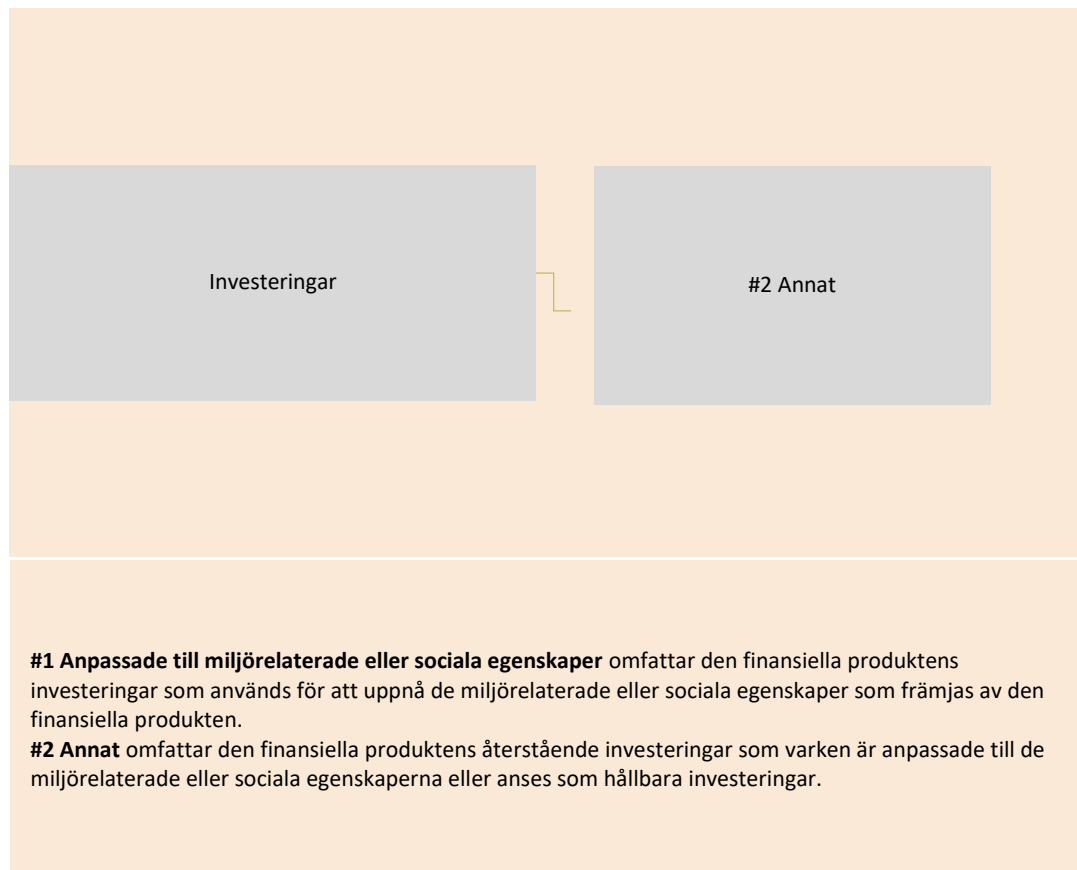 Investeringar
#2 Annat
#1 Anpassade till miljörelaterade eller sociala egenskaper omfattar den finansiella produktens
investeringar som används för att uppnå de miljörelaterade eller sociala egenskaper som främjas av den
finansiella produkten.
#2 Annat omfattar den finansiella produktens återstående investeringar som varken är anpassade till de
miljörelaterade eller sociala egenskaperna eller anses som hållbara investeringar.